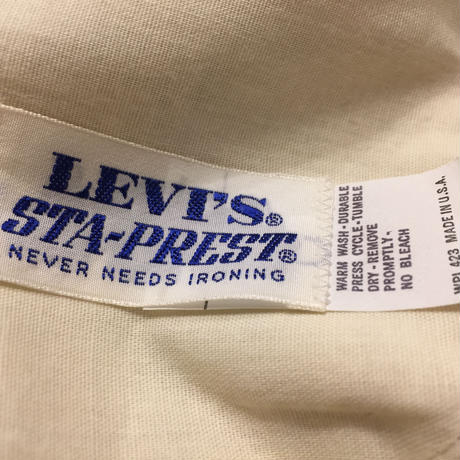 LEVI'S®
STA-PREST®
NEVER NEEDS IRONING
WARM WASH-DURABLE
PRESS CYCLE-TUMBLE
DRY-REMOVE
PROMPTLY-
NO BLEACH
WPL 423 MADE IN U.S.A.